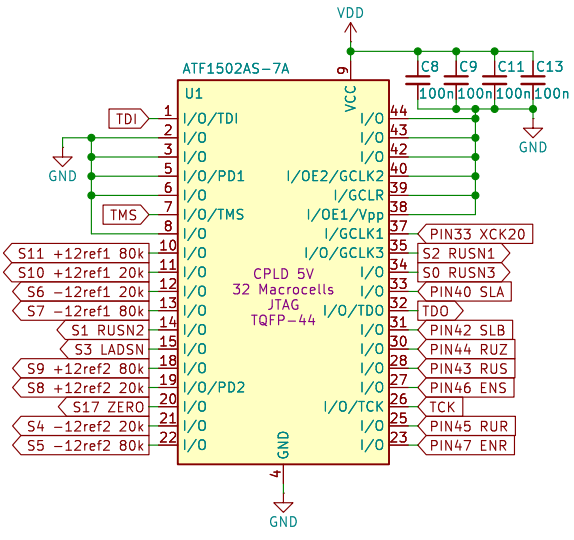 VDD
ATF1502AS-7A
U1
9
VCC
C8
C9
C11
C13
100n
100n
100n
100n
GND
TDI 1 I/O/TDI
2 I/O
GND
3 I/O
5 I/O/PD1
6 I/O
TMS 7 I/O/TMS
8 I/O
S11 +12ref1 80k 10 I/O
S10 +12ref1 20k 11 I/O
S6 -12ref1 20k 12 I/O
S7 -12ref1 80k 13 I/O
S1 RUSN2 14 I/O
S3 LADSN 15 I/O
S9 +12ref2 80k 18 I/O
S8 +12ref2 20k 19 I/O/PD2
S17 ZERO 20 I/O
S4 -12ref2 20k 21 I/O
S5 -12ref2 80k 22 I/O
CPLD 5V
32 Macrocells
JTAG
TQFP-44
I/O 44
I/O 43
I/O 42
I/OE2/GCLK2 40
I/GCLR 39
I/OE1/Vpp 38
I/GCLK1 37 PIN33 XCK20
I/O/GCLK3 35 S2 RUSN1
I/O 34 S0 RUSN3
I/O 33 PIN40 SLA
I/O/TDO 32 TDO
I/O 31 PIN42 SLB
I/O 30 PIN44 RUZ
I/O 28 PIN43 RUS
I/O 27 PIN46 ENS
I/O/TCK 26 TCK
I/O 25 PIN45 RUR
I/O 23 PIN47 ENR
GND
4
GND